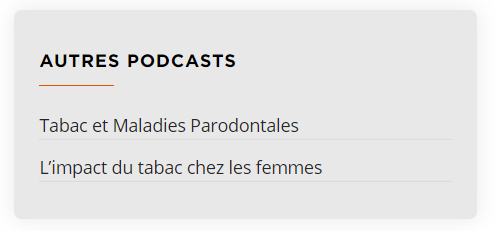 AUTRES PODCASTS
Tabac et Maladies Parodontales
L’impact du tabac chez les femmes